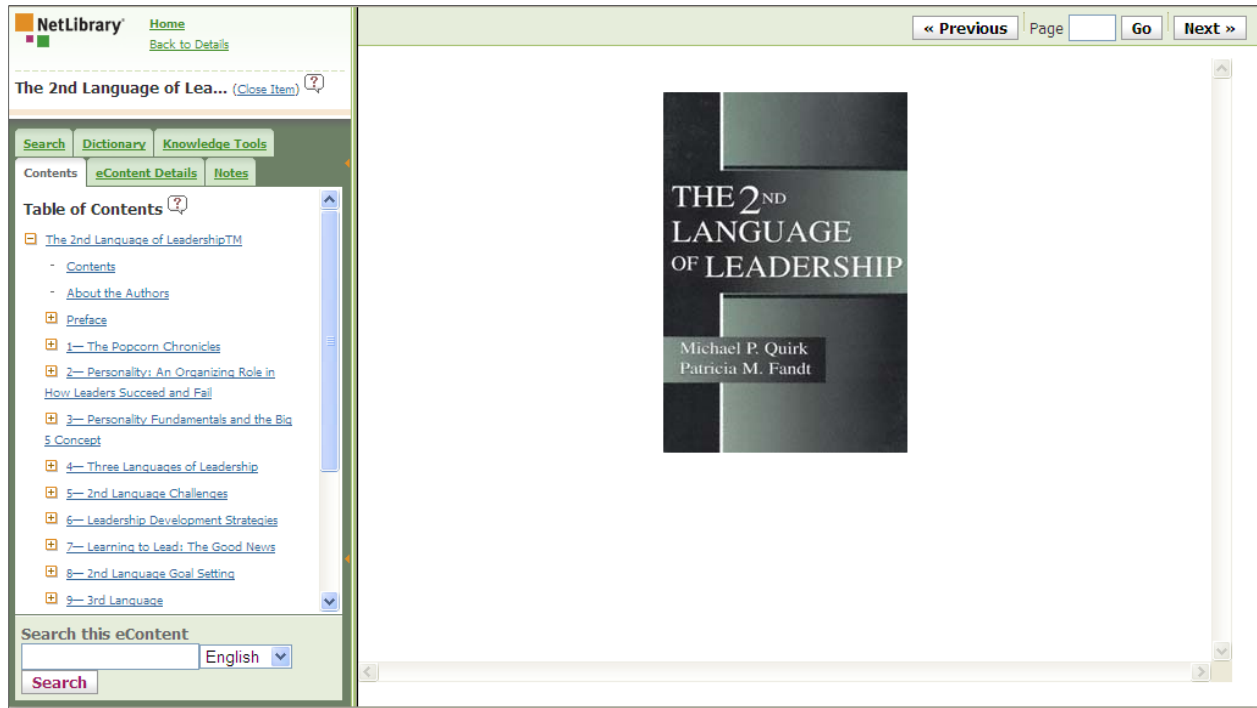 NetLibrary® Home
Back to Details
The 2nd Language of Lea... (Close Item) ?
Search Dictionary Knowledge Tools
Contents eContent Details Notes
Table of Contents ?
The 2nd Language of LeadershipTM
- Contents
- About the Authors
Preface
1— The Popcorn Chronicles
2— Personality: An Organizing Role in
How Leaders Succeed and Fail
3— Personality Fundamentals and the Big
5 Concept
4— Three Languages of Leadership
5— 2nd Language Challenges
6— Leadership Development Strategies
7— Learning to Lead: The Good News
8— 2nd Language Goal Setting
9— 3rd Language
Search this eContent
English
Search
« Previous Page Go Next »
THE 2ND
LANGUAGE
OF LEADERSHIP
Michael P. Quirk
Patricia M. Fandt